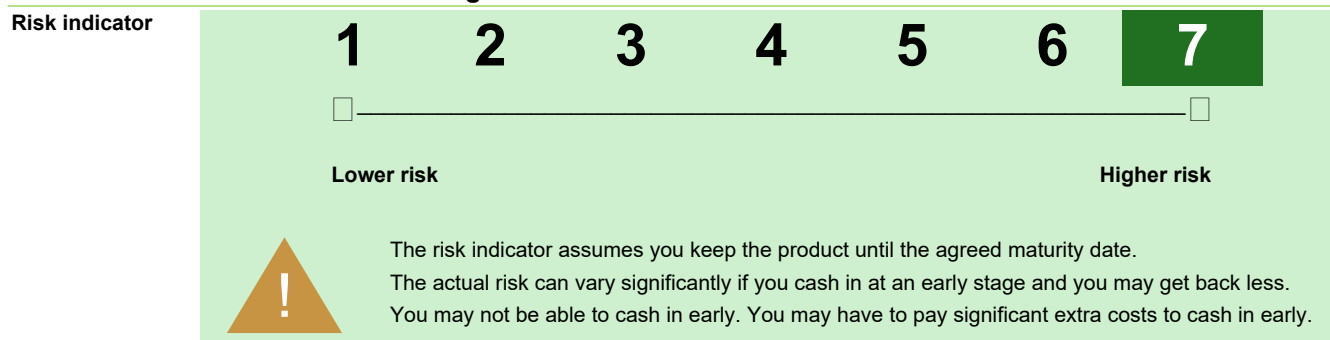 Risk indicator
1 2 3 4 5 6 7
Lower risk Higher risk
!
The risk indicator assumes you keep the product until the agreed maturity date.
The actual risk can vary significantly if you cash in at an early stage and you may get back less.
You may not be able to cash in early. You may have to pay significant extra costs to cash in early.